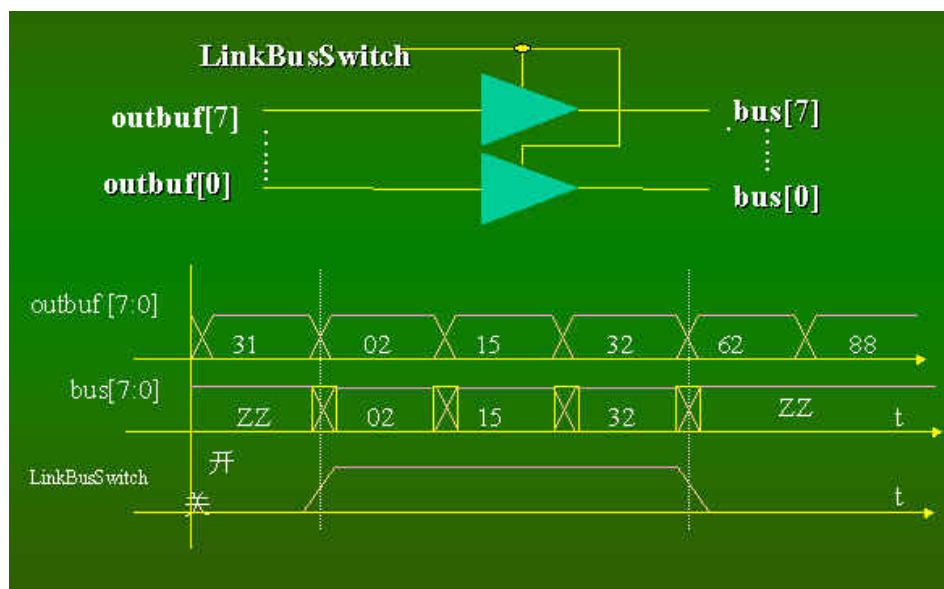 LinkBusSwitch
outbuf[7]
bus[7]
outbuf[0]
bus[0]
outbuf [7:0]
31 02 15 32 62 88
bus[7:0]
ZZ 02 15 32 ZZ t
开
LinkBusSwitch
关
t